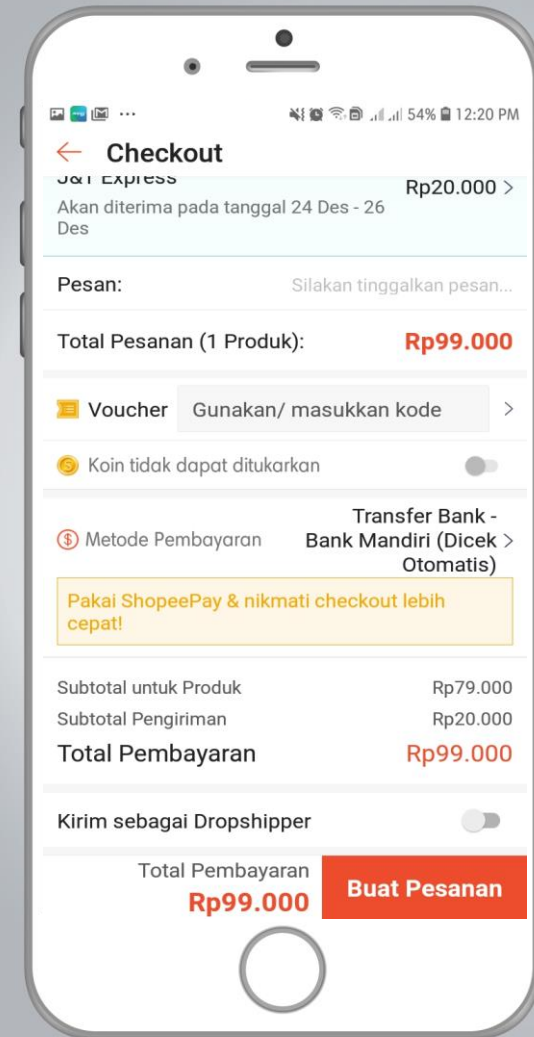 54% 12:20 PM
Checkout
J&T Express
Rp20.000 >
Akan diterima pada tanggal 24 Des - 26
Des
Pesan:
Silakan tinggalkan pesan...
Total Pesanan (1 Produk):
Rp99.000
Voucher
Gunakan/ masukkan kode
Koin tidak dapat ditukarkan
Metode Pembayaran
Transfer Bank -
Bank Mandiri (Dicek
Otomatis)
Pakai ShopeePay & nikmati checkout lebih
cepat!
Subtotal untuk Produk
Rp79.000
Subtotal Pengiriman
Rp20.000
Total Pembayaran
Rp99.000
Kirim sebagai Dropshipper
Total Pembayaran
Rp99.000
Buat Pesanan